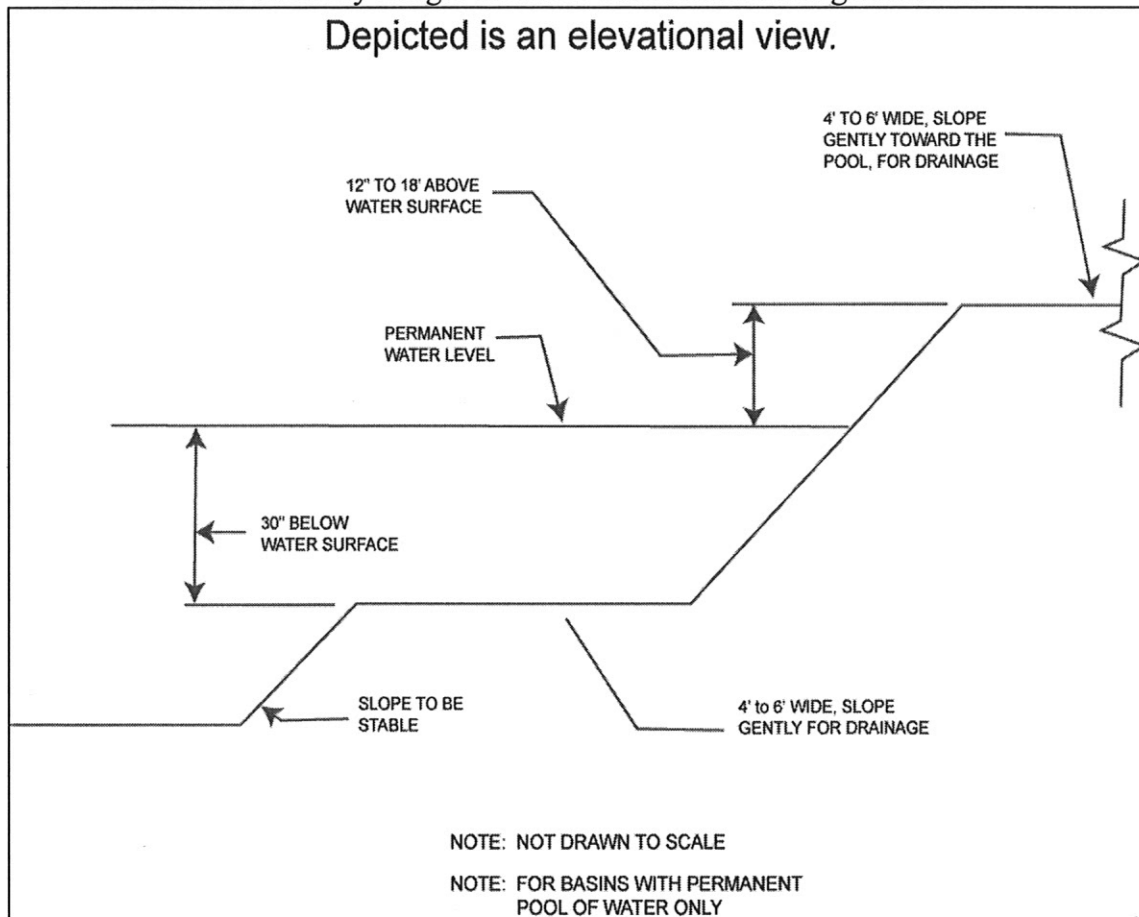 Depicted is an elevational view.
4' TO 6' WIDE, SLOPE
GENTLY TOWARD THE
POOL, FOR DRAINAGE
12" TO 18' ABOVE
WATER SURFACE
PERMANENT
WATER LEVEL
30" BELOW
WATER SURFACE
SLOPE TO BE
STABLE
4' to 6' WIDE, SLOPE
GENTLY FOR DRAINAGE
NOTE: NOT DRAWN TO SCALE
NOTE: FOR BASINS WITH PERMANENT
POOL OF WATER ONLY